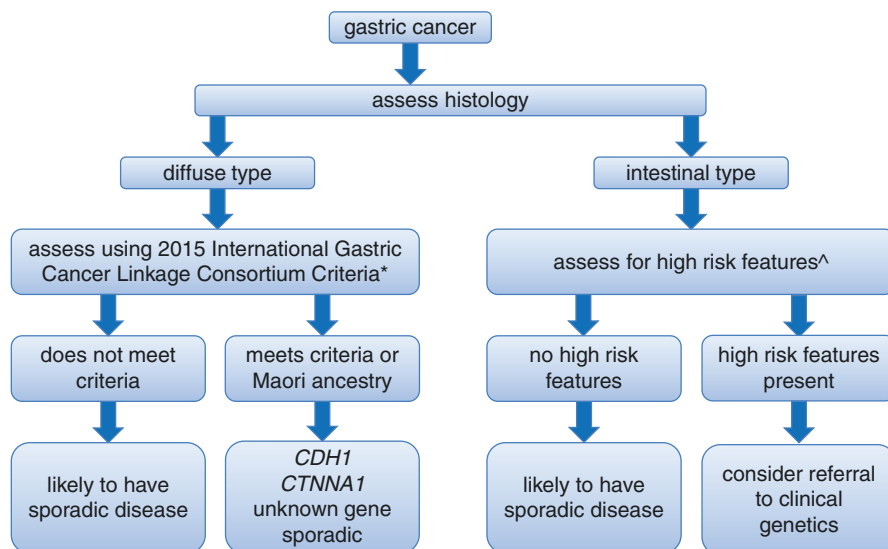 gastric cancer
assess histology
diffuse type
intestinal type
assess using 2015 International Gastric
Cancer Linkage Consortium Criteria*
assess for high risk features^
does not meet
criteria
meets criteria or
Maori ancestry
no high risk
features
high risk features
present
likely to have
sporadic disease
CDH1
CTNNA1
unknown gene
sporadic
likely to have
sporadic disease
consider referral
to clinical
genetics